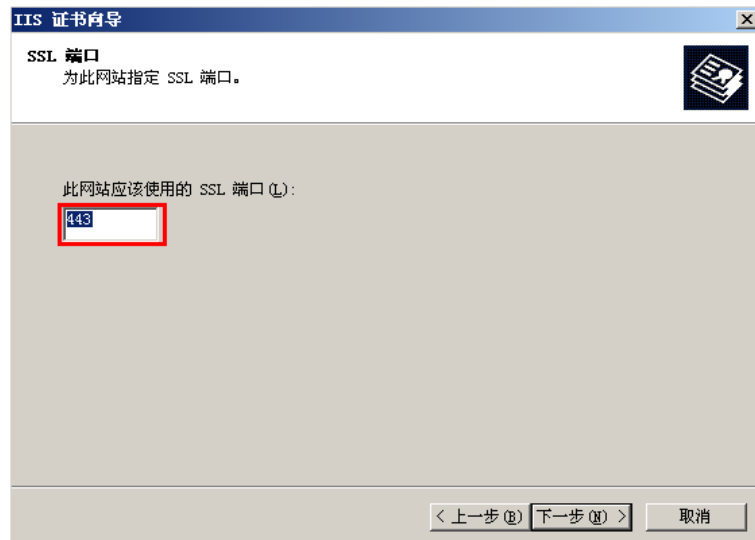 IIS 证书向导
SSL 端口
为此网站指定 SSL 端口。
此网站应该使用的 SSL 端口(L):
443
< 上一步(B) 下一步(N) > 取消